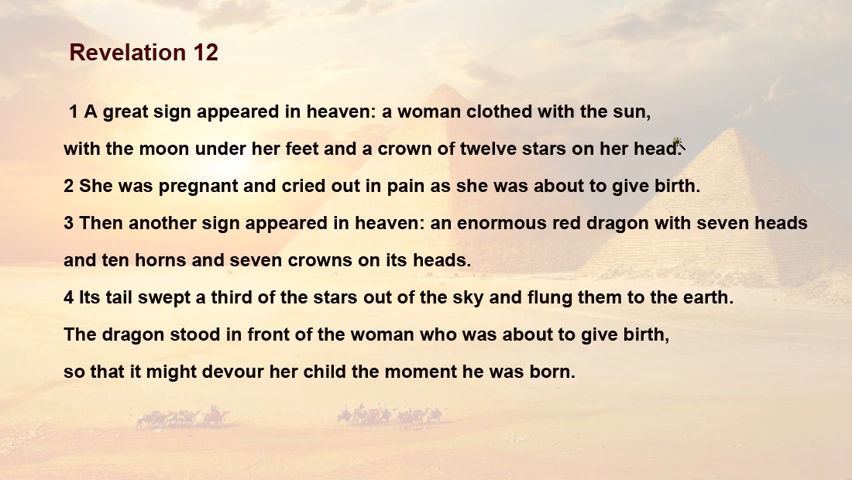 Revelation 12
1 A great sign appeared in heaven: a woman clothed with the sun,
with the moon under her feet and a crown of twelve stars on her head.
2 She was pregnant and cried out in pain as she was about to give birth.
3 Then another sign appeared in heaven: an enormous red dragon with seven heads
and ten horns and seven crowns on its heads.
4 Its tail swept a third of the stars out of the sky and flung them to the earth.
The dragon stood in front of the woman who was about to give birth,
so that it might devour her child the moment he was born.